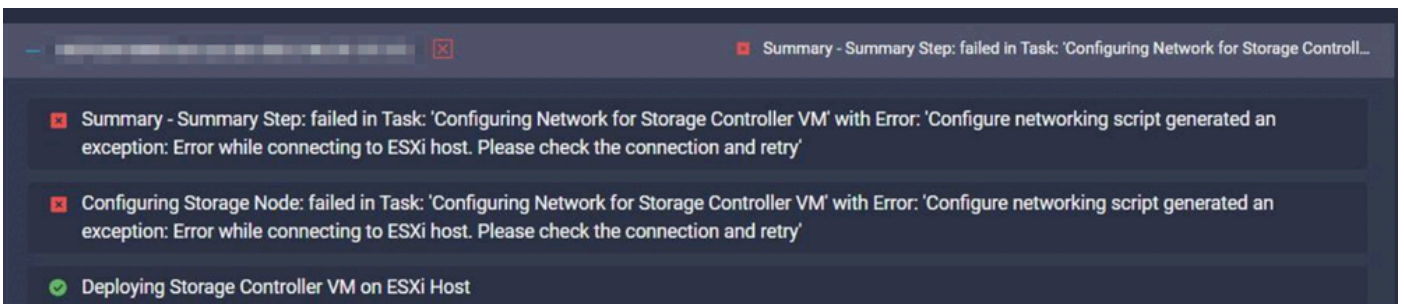 Summary - Summary Step: failed in Task: 'Configuring Network for Storage Controll...
Summary - Summary Step: failed in Task: 'Configuring Network for Storage Controller VM' with Error: 'Configure networking script generated an
exception: Error while connecting to ESXi host. Please check the connection and retry'
Configuring Storage Node: failed in Task: 'Configuring Network for Storage Controller VM' with Error: 'Configure networking script generated an
exception: Error while connecting to ESXi host. Please check the connection and retry'
Deploying Storage Controller VM on ESXi Host